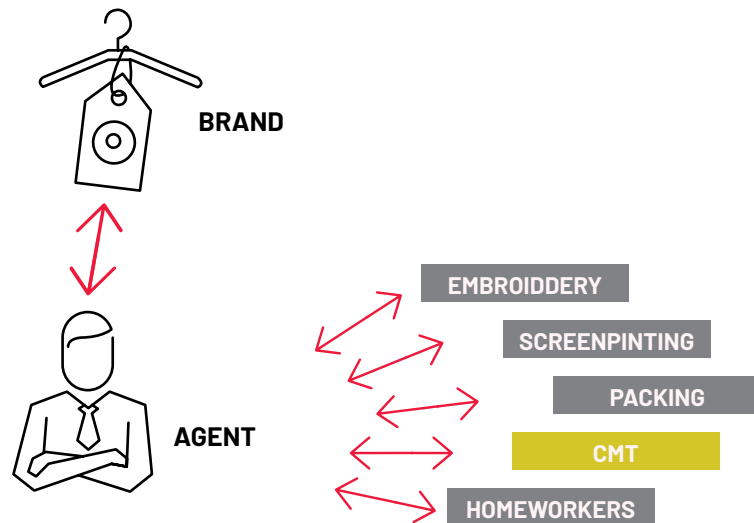 BRAND
EMBROIDDERY
SCREENPINTING
PACKING
AGENT
CMT
HOMEWORKERS